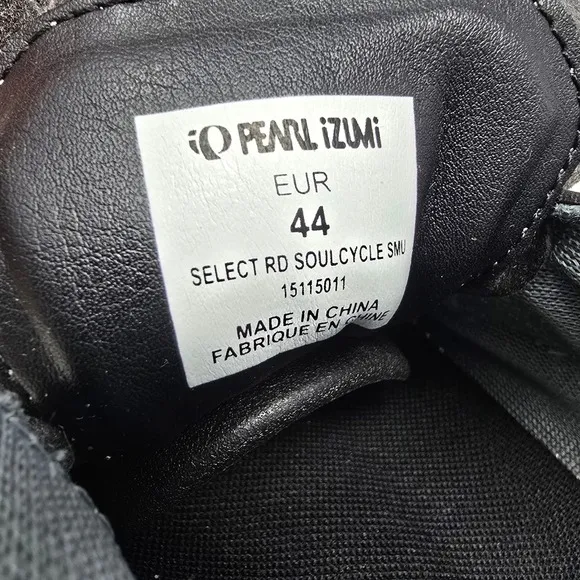 PEARL iZUMi
EUR
44
SELECT RD SOULCYCLE SMU
15115011
MADE IN CHINA
FABRIQUE EN CHINE